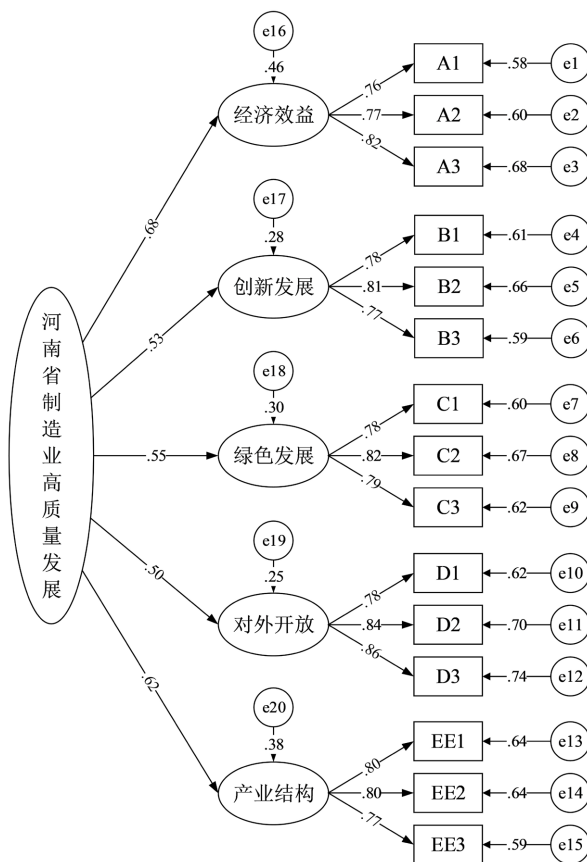 e16
.46
经济效益
.76
.77
.82
A1
A2
A3
.58
.60
.68
e1
e2
e3
.68
e17
.28
创新发展
.78
.81
.77
B1
B2
B3
.61
.66
.59
e4
e5
e6
.53
河南省制造业高质量发展
e18
.30
绿色发展
.78
.82
.79
C1
C2
C3
.60
.67
.62
e7
e8
e9
.55
e19
.25
对外开放
.78
.84
.86
D1
D2
D3
.62
.70
.74
e10
e11
e12
.50
e20
.38
产业结构
.80
.80
.77
EE1
EE2
EE3
.64
.64
.59
e13
e14
e15
.62